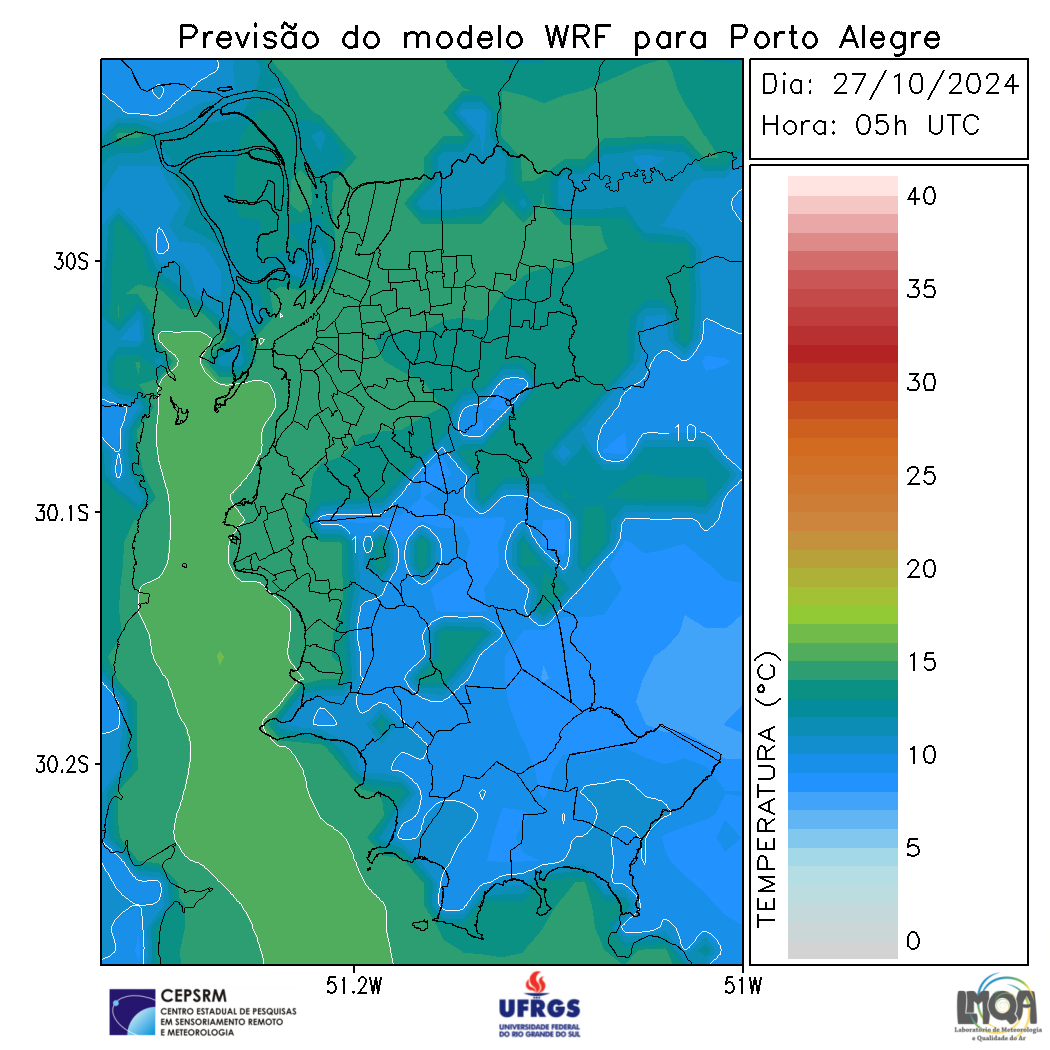 Previsão do modelo WRF para Porto Alegre
Dia: 27/10/2024
Hora: 05h UTC
30S
30.1S
30.2S
51.2W
51W
10
10
40
35
30
25
20
15
10
5
0
TEMPERATURA (°C)
CEPSRM
CENTRO ESTADUAL DE PESQUISAS
EM SENSORIAMENTO REMOTO
E METEOROLOGIA
UFRGS
UNIVERSIDADE FEDERAL
DO RIO GRANDE DO SUL
LMQA
Laboratório de Meteorologia
e Qualidade do Ar